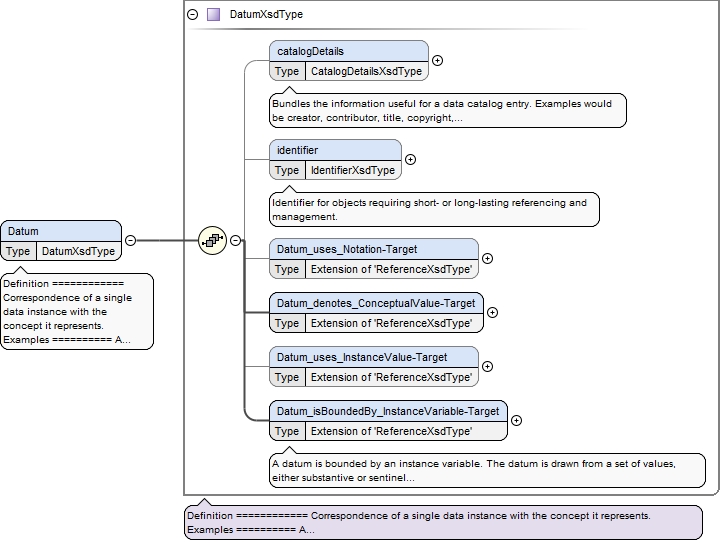 DatumXsdType
catalogDetails
Type CatalogDetailsXsdType
Bundles the information useful for a data catalog entry. Examples would
be creator, contributor, title, copyright,...
identifier
Type IdentifierXsdType
Identifier for objects requiring short- or long-lasting referencing and
management.
Datum
Type DatumXsdType
Definition ============
Correspondence of a single
data instance with the
concept it represents.
Examples ========== A...
Datum_uses_Notation-Target
Type Extension of 'ReferenceXsdType'
Datum_denotes_ConceptualValue-Target
Type Extension of 'ReferenceXsdType'
Datum_uses_InstanceValue-Target
Type Extension of 'ReferenceXsdType'
Datum_isBoundedBy_InstanceVariable-Target
Type Extension of 'ReferenceXsdType'
A datum is bounded by an instance variable. The datum is drawn from a set of values,
either substantive or sentinel...
Definition ============ Correspondence of a single data instance with the concept it represents.
Examples ========== A...